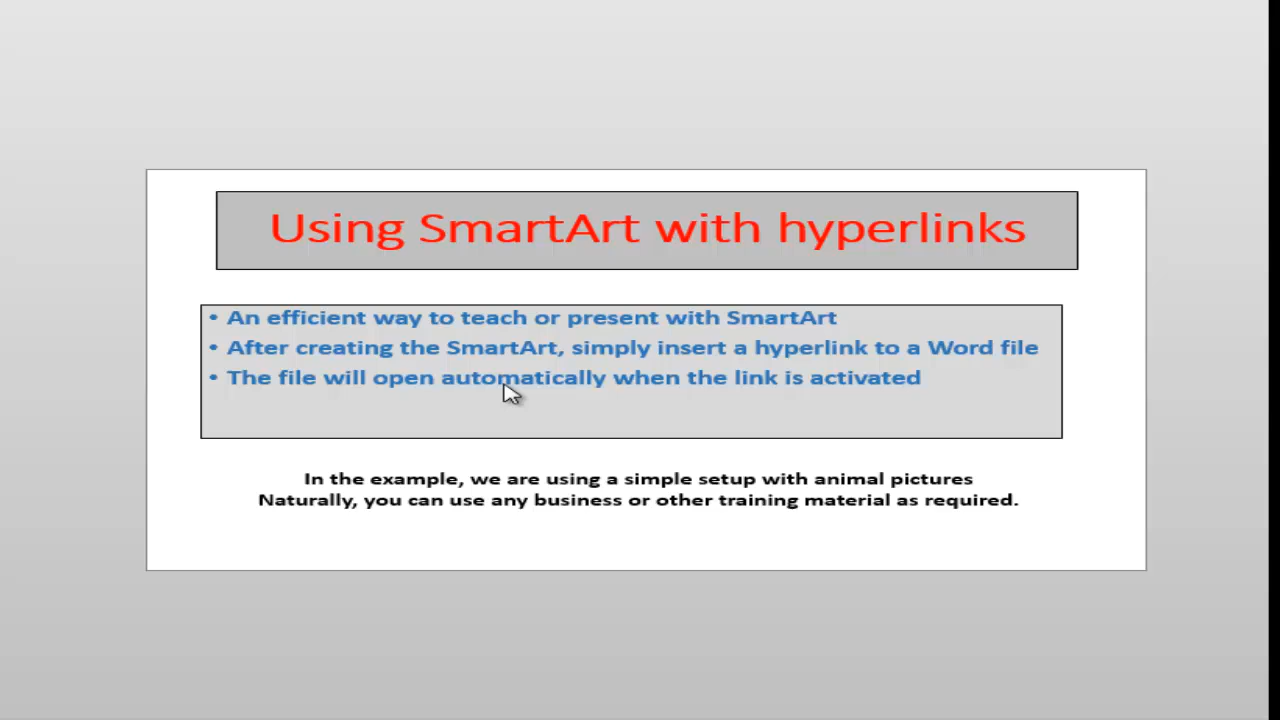 Using SmartArt with hyperlinks
• An efficient way to teach or present with SmartArt
• After creating the SmartArt, simply insert a hyperlink to a Word file
• The file will open automatically when the link is activated
In the example, we are using a simple setup with animal pictures
Naturally, you can use any business or other training material as required.